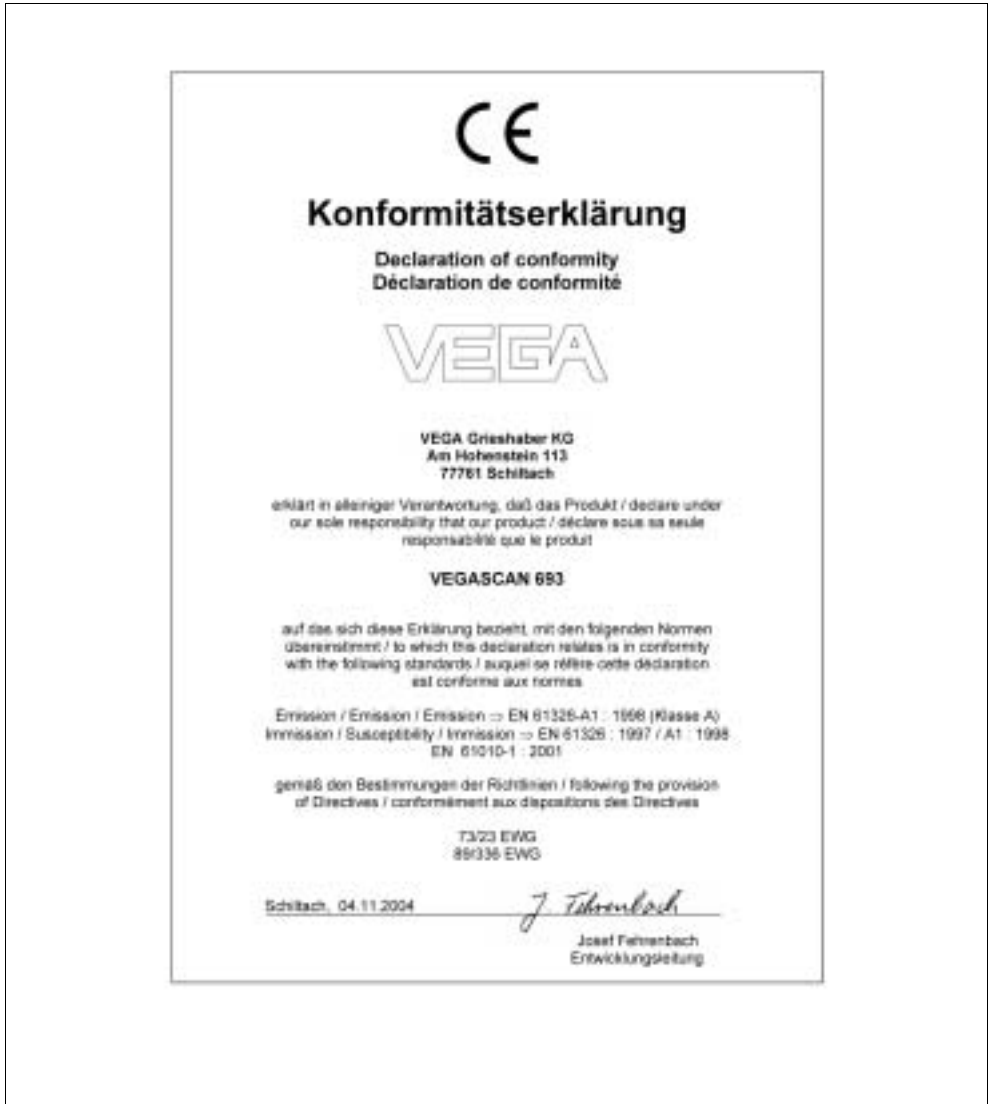 CE
Konformitätserklärung
Declaration of conformity
Déclaration de conformité
VEGA
VEGA Grieshaber KG
Am Hohenstein 113
77761 Schiltach
erklärt in alleiniger Verantwortung, daß das Produkt / declare under
our sole responsibility that our product / déclare sous sa seule
responsabilité que le produit
VEGASCAN 693
auf das sich diese Erklärung bezieht, mit den folgenden Normen
übereinstimmt / to which this declaration relates is in conformity
with the following standards / auquel se réfère cette déclaration
est conforme aux normes
Emission / Emission / Emission ⇒ EN 61326-A1 : 1998 (Klasse A)
Immission / Susceptibility / Immission ⇒ EN 61326 : 1997 / A1 : 1998
EN 61010-1 : 2001
gemäß den Bestimmungen der Richtlinien / following the provision
of Directives / conformément aux dispositions des Directives
73/23 EWG
89/336 EWG
Schiltach, 04.11.2004
J. Fehrenbach
Josef Fehrenbach
Entwicklungsleitung